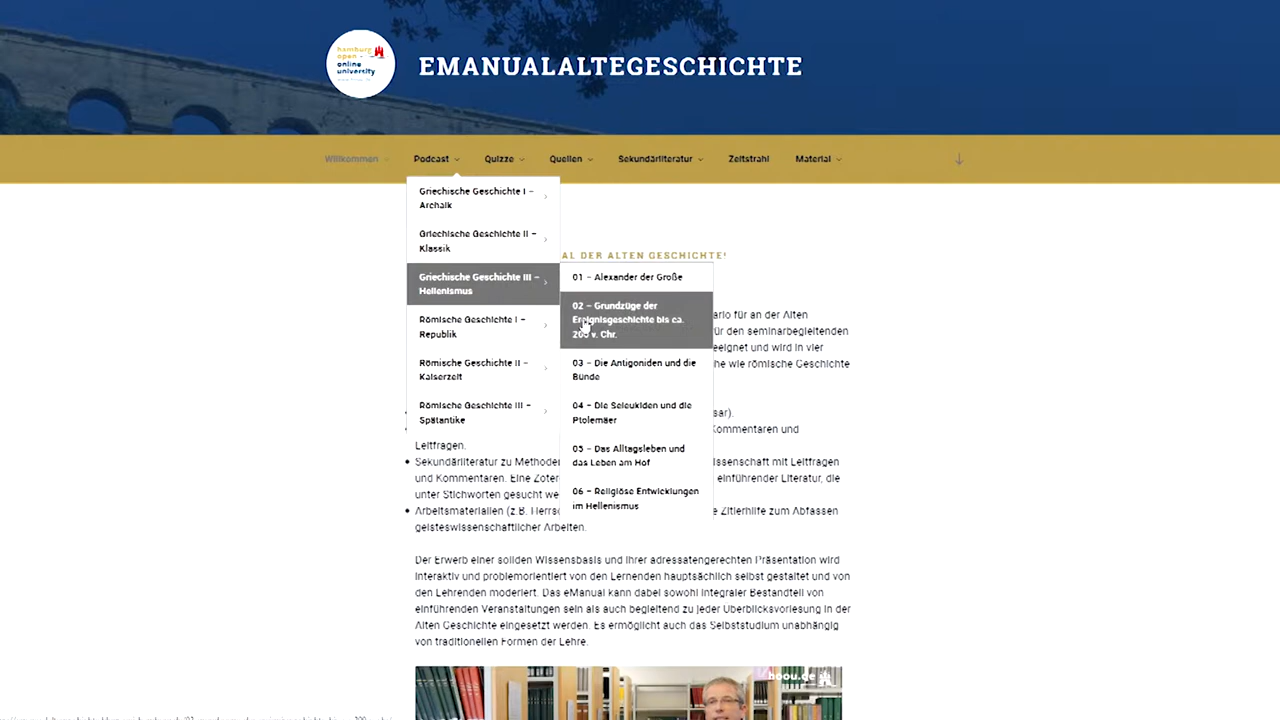 hamburg
open
online
university
EMANUALALTEGESCHICHTE
Willkommen
Podcast
Quizze
Quellen
Sekundärliteratur
Zeitstrahl
Material
Griechische Geschichte I –
Archaik
Griechische Geschichte II –
Klassik
Griechische Geschichte III –
Hellenismus
Römische Geschichte I –
Republik
Römische Geschichte II –
Kaiserzeit
Römische Geschichte III –
Spätantike
01 – Alexander der Große
02 – Grundzüge der
Ereignisgeschichte bis ca.
200 v. Chr.
03 – Die Antigoniden und die
Bünde
04 – Die Seleukiden und die
Ptolemäer
05 – Das Alltagsleben und
das Leben am Hof
06 – Religiöse Entwicklungen
im Hellenismus
AL DER ALTEN GESCHICHTE!
für an der Alten
für den seminarbegleitenden
eeignet und wird in vier
he wie römische Geschichte
sar).
Kommentaren und
Leitfragen.
• Sekundärliteratur zu Methoden issenschaft mit Leitfragen
und Kommentaren. Eine Zoter einführender Literatur, die
unter Stichworten gesucht we
• Arbeitsmaterialien (z.B. Herrsc e Zitierhilfe zum Abfassen
geisteswissenschaftlicher Arbeiten.
Der Erwerb einer soliden Wissensbasis und ihrer adressatengerechten Präsentation wird
interaktiv und problemorientiert von den Lernenden hauptsächlich selbst gestaltet und von
den Lehrenden moderiert. Das eManual kann dabei sowohl integraler Bestandteil von
einführenden Veranstaltungen sein als auch begleitend zu jeder Überblicksvorlesung in der
Alten Geschichte eingesetzt werden. Es ermöglicht auch das Selbststudium unabhängig
von traditionellen Formen der Lehre.
hoou.de